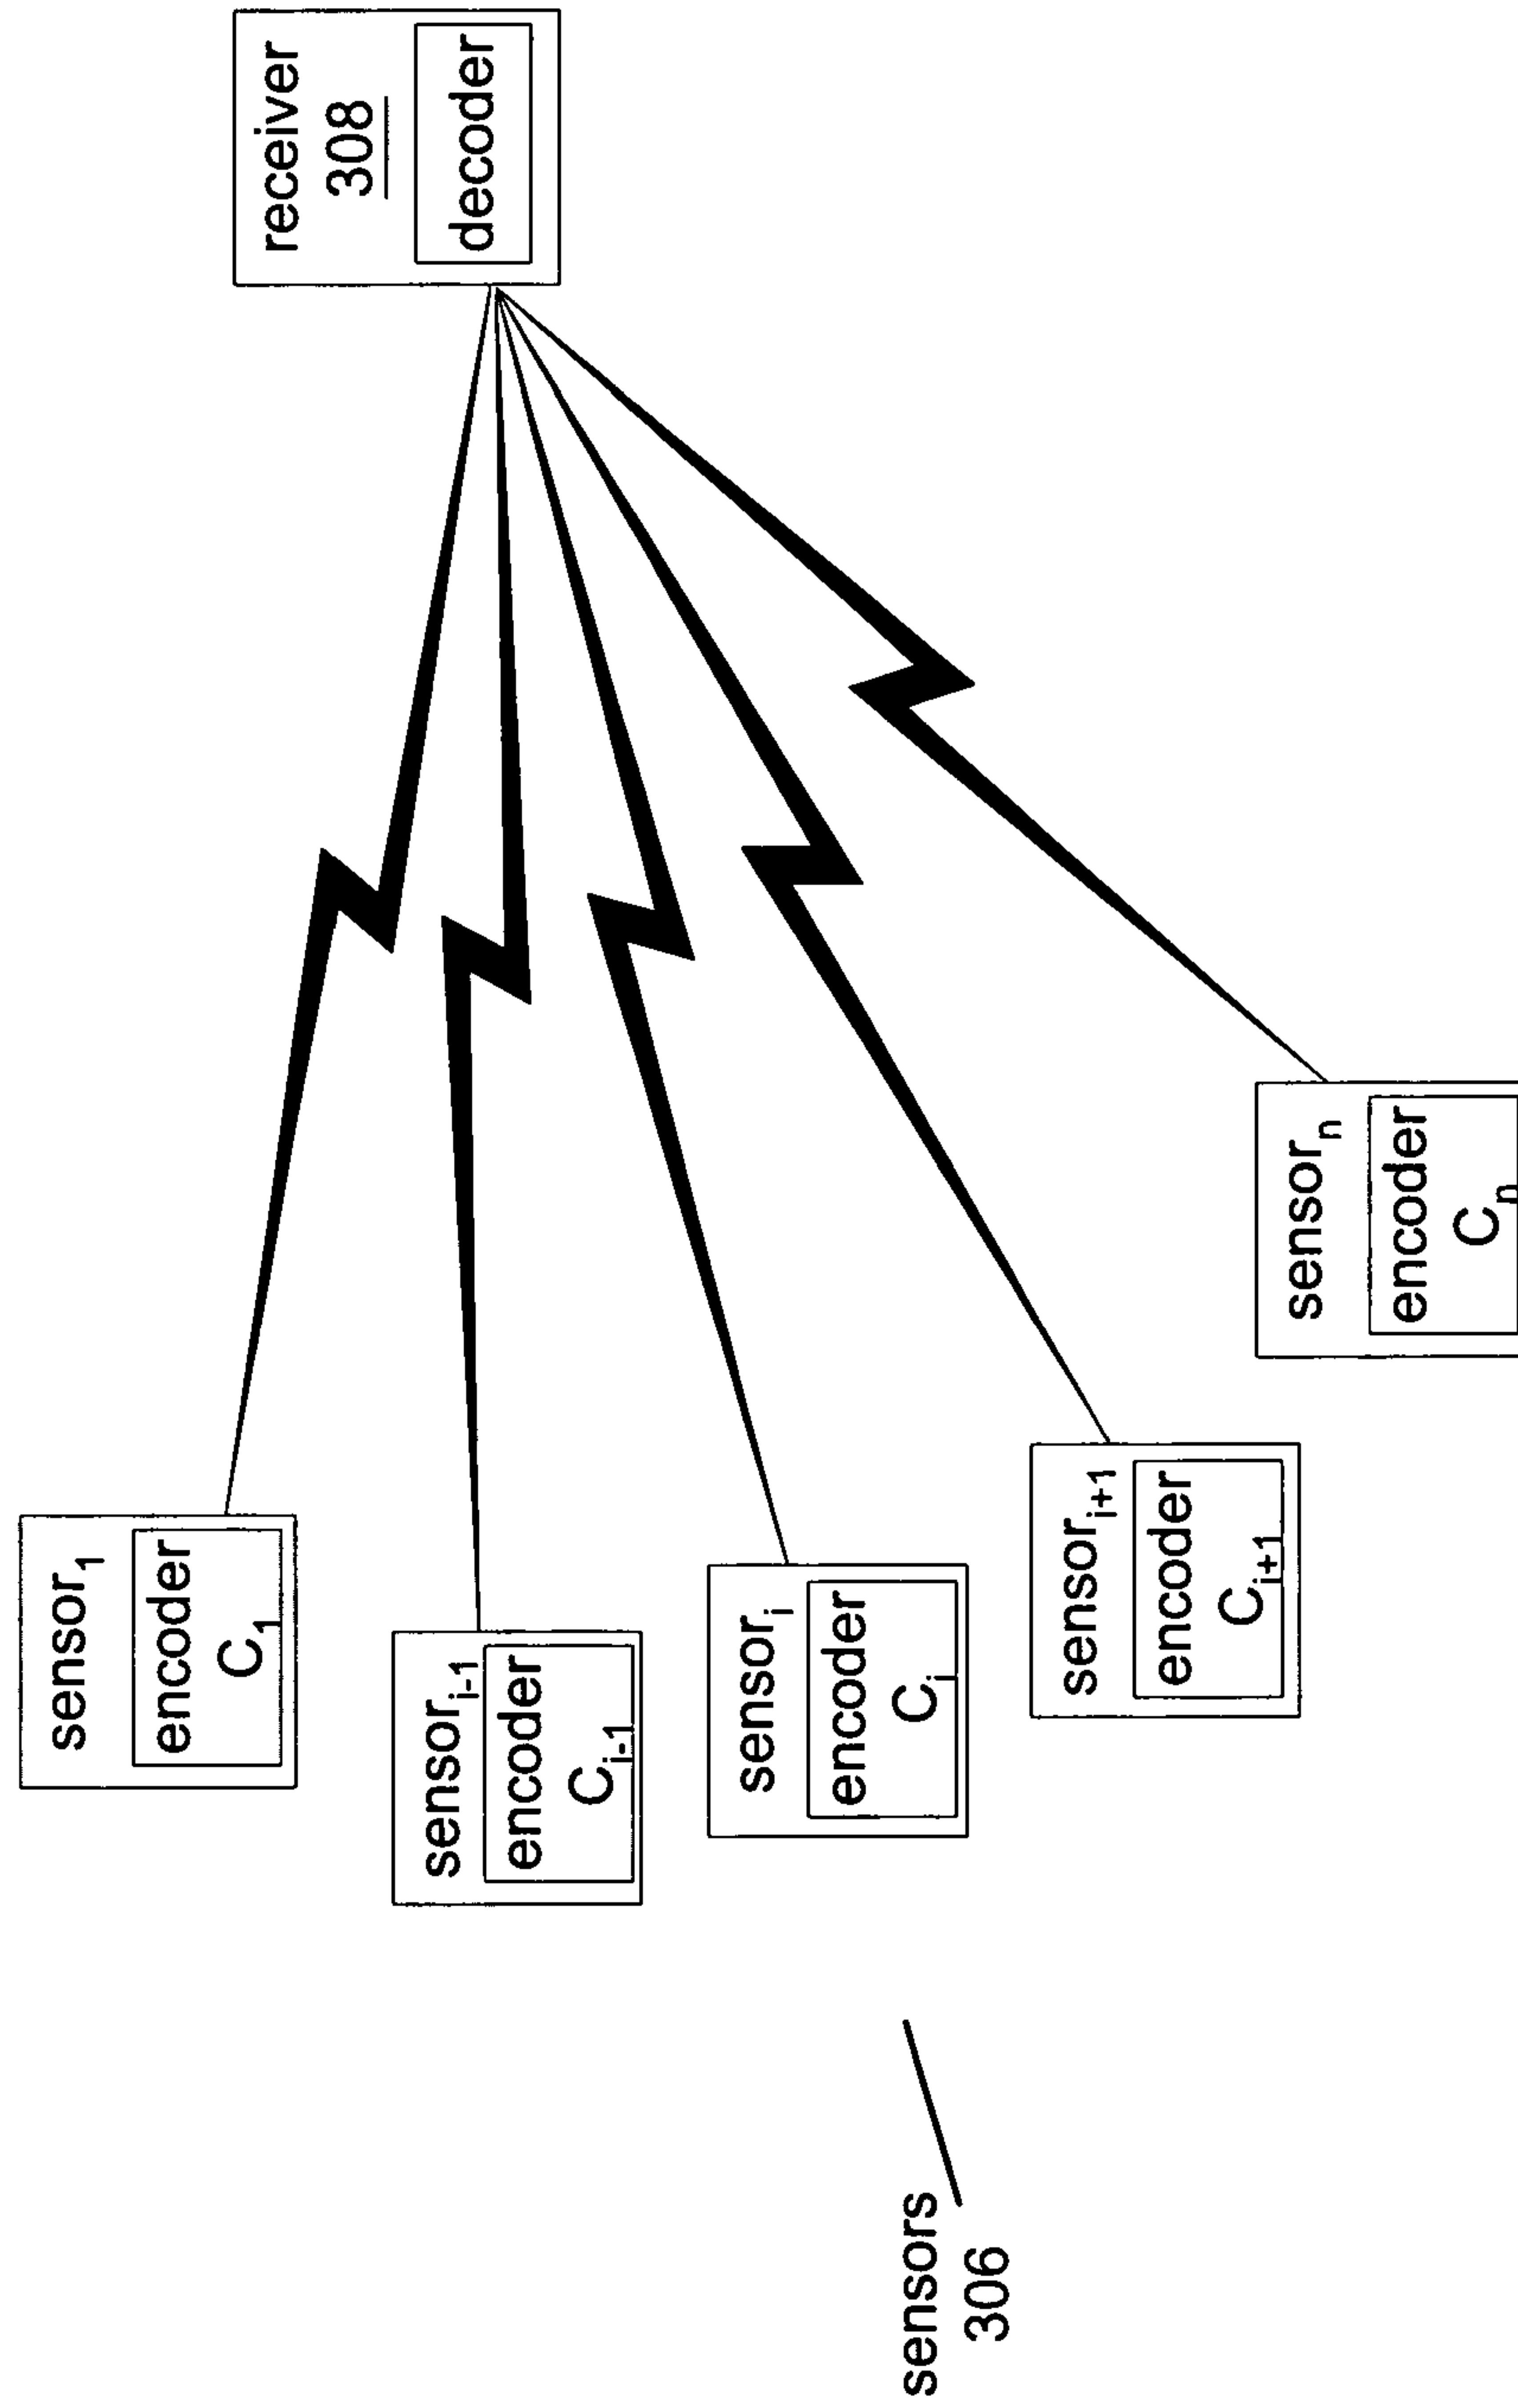 sensor₁
encoder
C₁
sensorᵢ₋₁
encoder
Cᵢ₋₁
sensorᵢ
encoder
Cᵢ
sensorᵢ₊₁
encoder
Cᵢ₊₁
sensorₙ
encoder
Cₙ
receiver
308
decoder
sensors
306